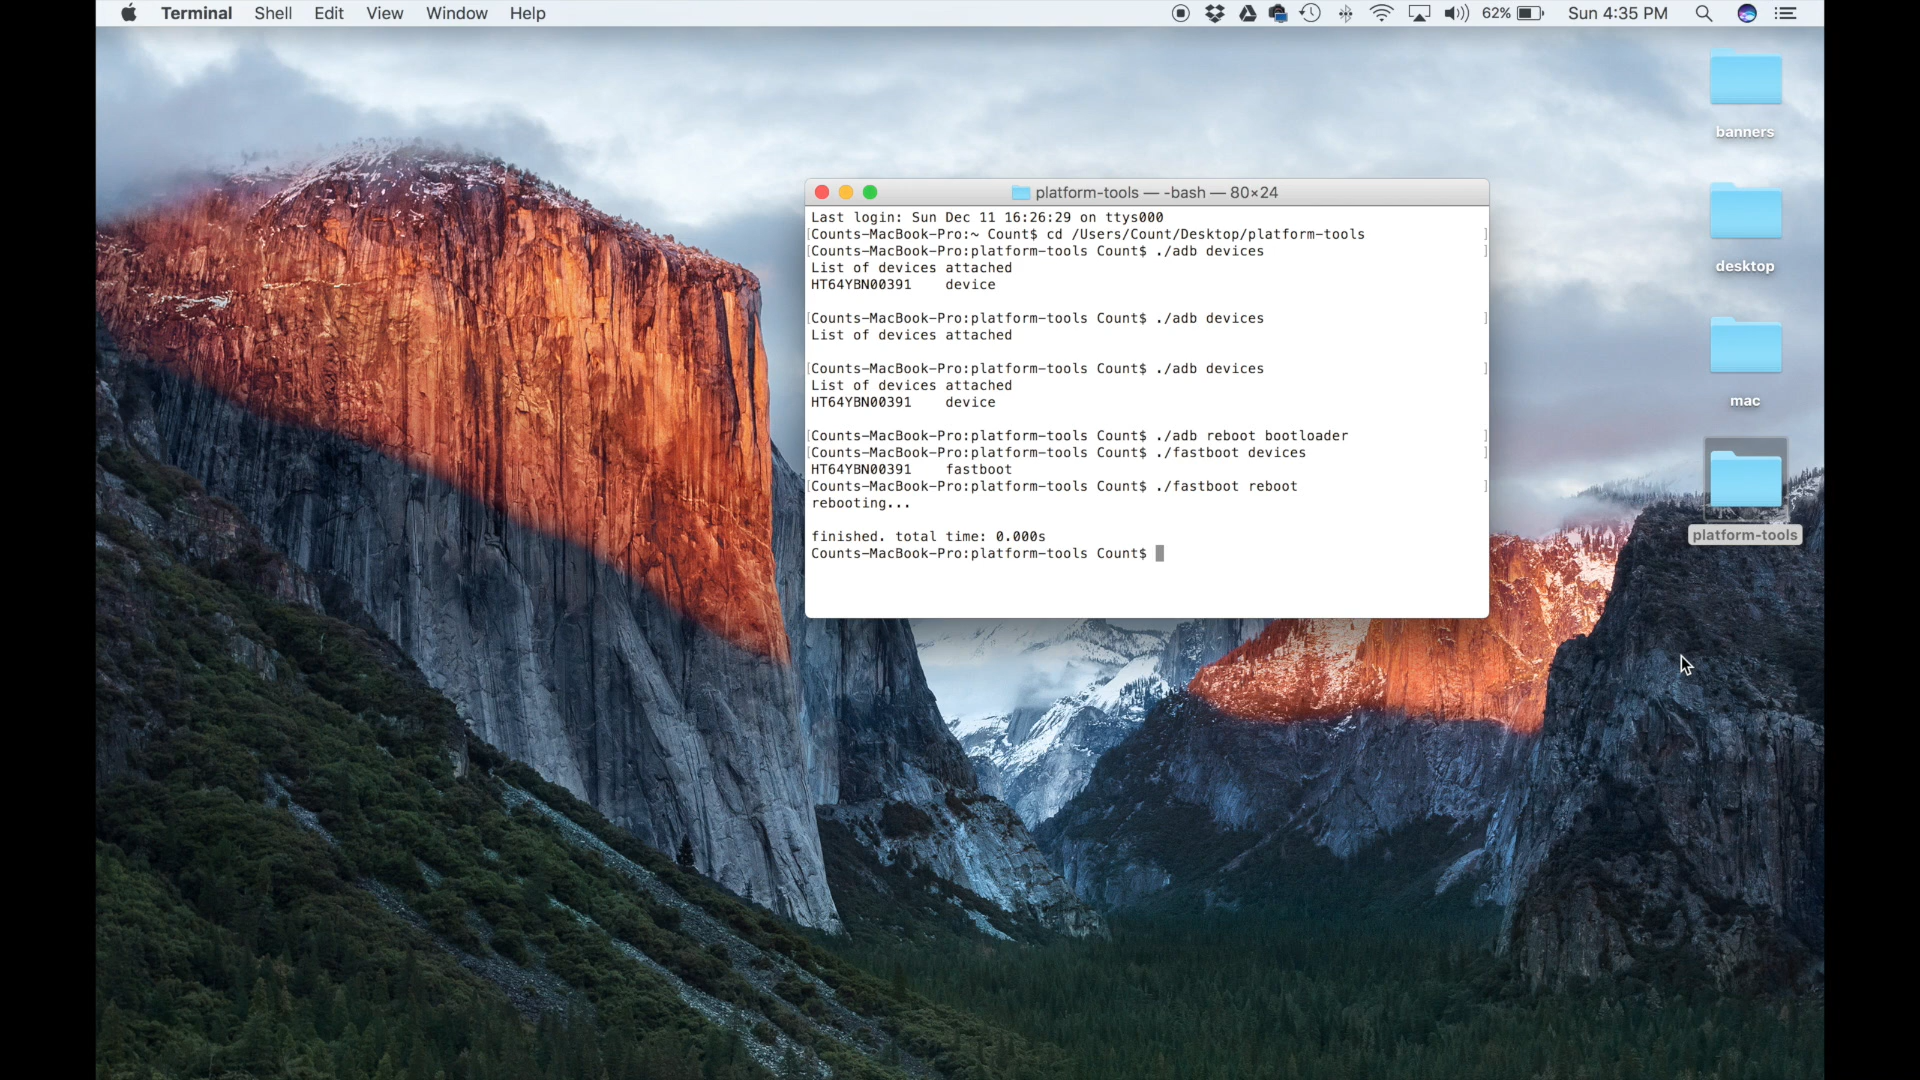 Terminal Shell Edit View Window Help 62% Sun 4:35 PM
banners
desktop
mac
platform-tools
platform-tools — -bash — 80×24
Last login: Sun Dec 11 16:26:29 on ttys000
[Counts-MacBook-Pro:~ Count$ cd /Users/Count/Desktop/platform-tools ]
[Counts-MacBook-Pro:platform-tools Count$ ./adb devices ]
List of devices attached
HT64YBN00391 device
[Counts-MacBook-Pro:platform-tools Count$ ./adb devices ]
List of devices attached
[Counts-MacBook-Pro:platform-tools Count$ ./adb devices ]
List of devices attached
HT64YBN00391 device
[Counts-MacBook-Pro:platform-tools Count$ ./adb reboot bootloader ]
[Counts-MacBook-Pro:platform-tools Count$ ./fastboot devices ]
HT64YBN00391 fastboot
[Counts-MacBook-Pro:platform-tools Count$ ./fastboot reboot ]
rebooting...
finished. total time: 0.000s
Counts-MacBook-Pro:platform-tools Count$